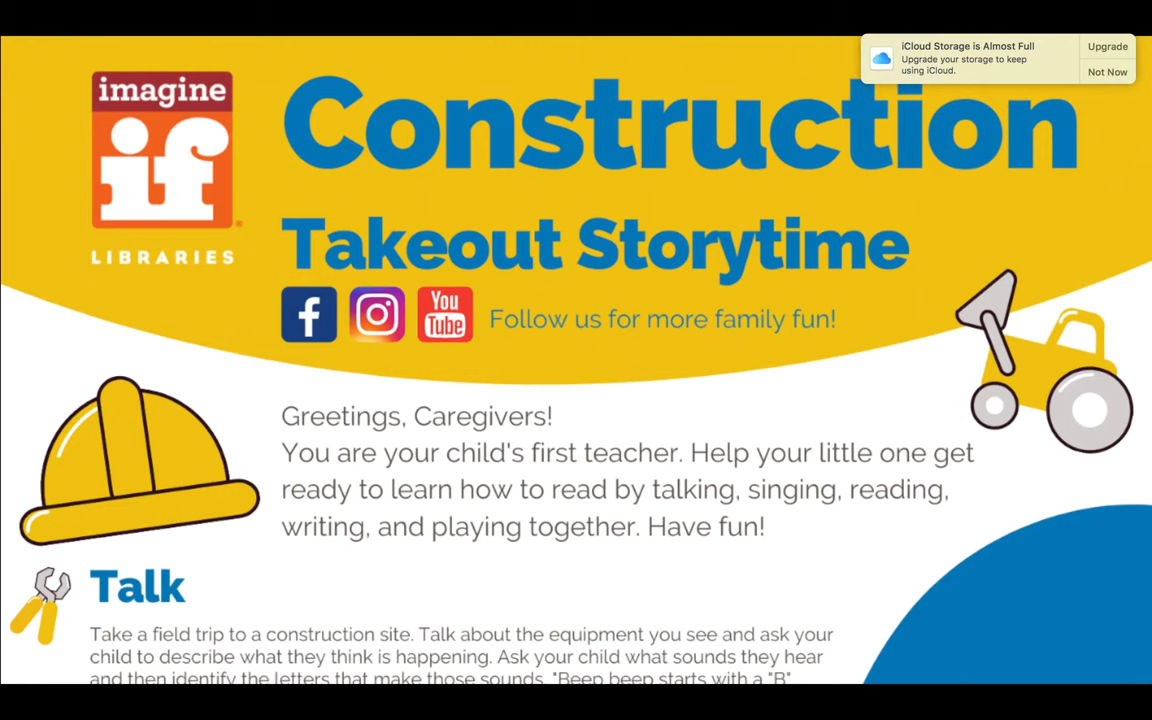 iCloud Storage is Almost Full
Upgrade your storage to keep
using iCloud.
Upgrade
Not Now
imagine
if
LIBRARIES
Construction
Takeout Storytime
f
You
Tube
Follow us for more family fun!
Greetings, Caregivers!
You are your child's first teacher. Help your little one get
ready to learn how to read by talking, singing, reading,
writing, and playing together. Have fun!
Talk
Take a field trip to a construction site. Talk about the equipment you see and ask your
child to describe what they think is happening. Ask your child what sounds they hear
and then identify the letters that make those sounds. "Beep beep starts with a "B"